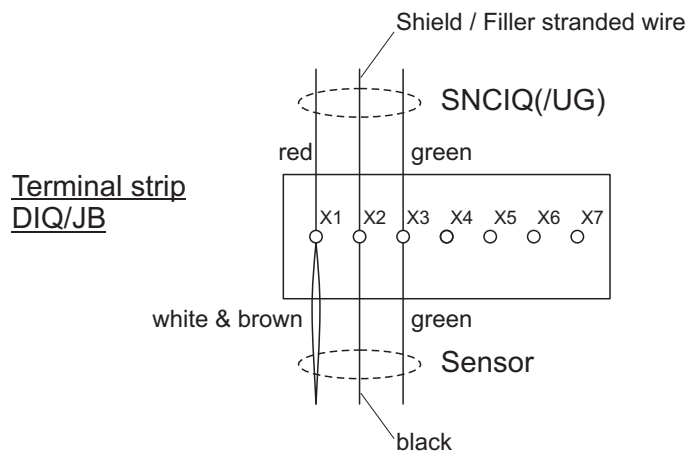 Shield / Filler stranded wire
SNCIQ(/UG)
red
green
Terminal strip
DIQ/JB
X1 X2 X3 X4 X5 X6 X7
white & brown
green
Sensor
black